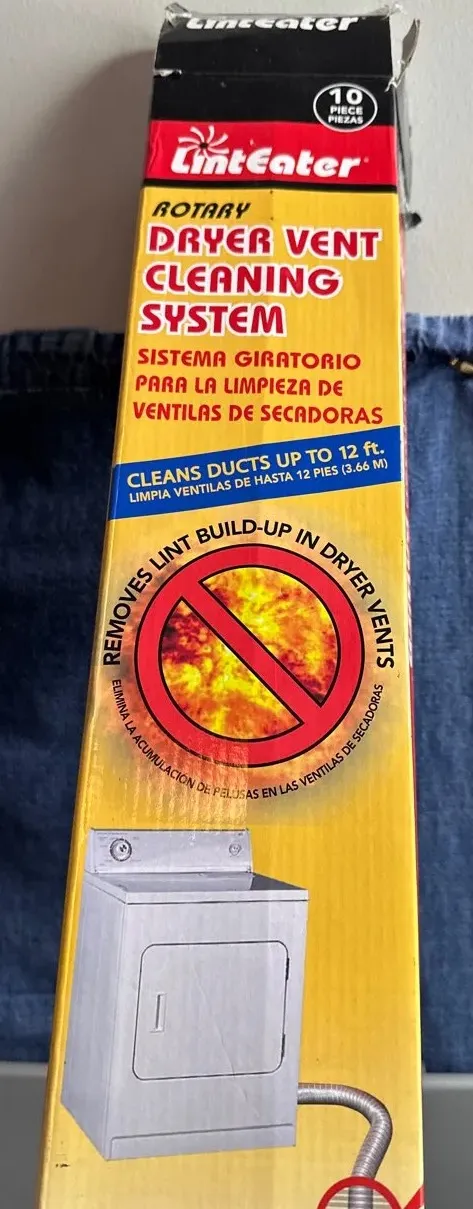 LintEater
10
PIECE
PIEZAS
LintEater
ROTARY
DRYER VENT
CLEANING
SYSTEM
SISTEMA GIRATORIO
PARA LA LIMPIEZA DE
VENTILAS DE SECADORAS
CLEANS DUCTS UP TO 12 ft.
LIMPIA VENTILAS DE HASTA 12 PIES (3.66 M)
REMOVES LINT BUILD-UP IN DRYER VENTS
ELIMINA LA ACUMULACION DE PELUSAS EN LAS VENTILAS DE SECADORAS